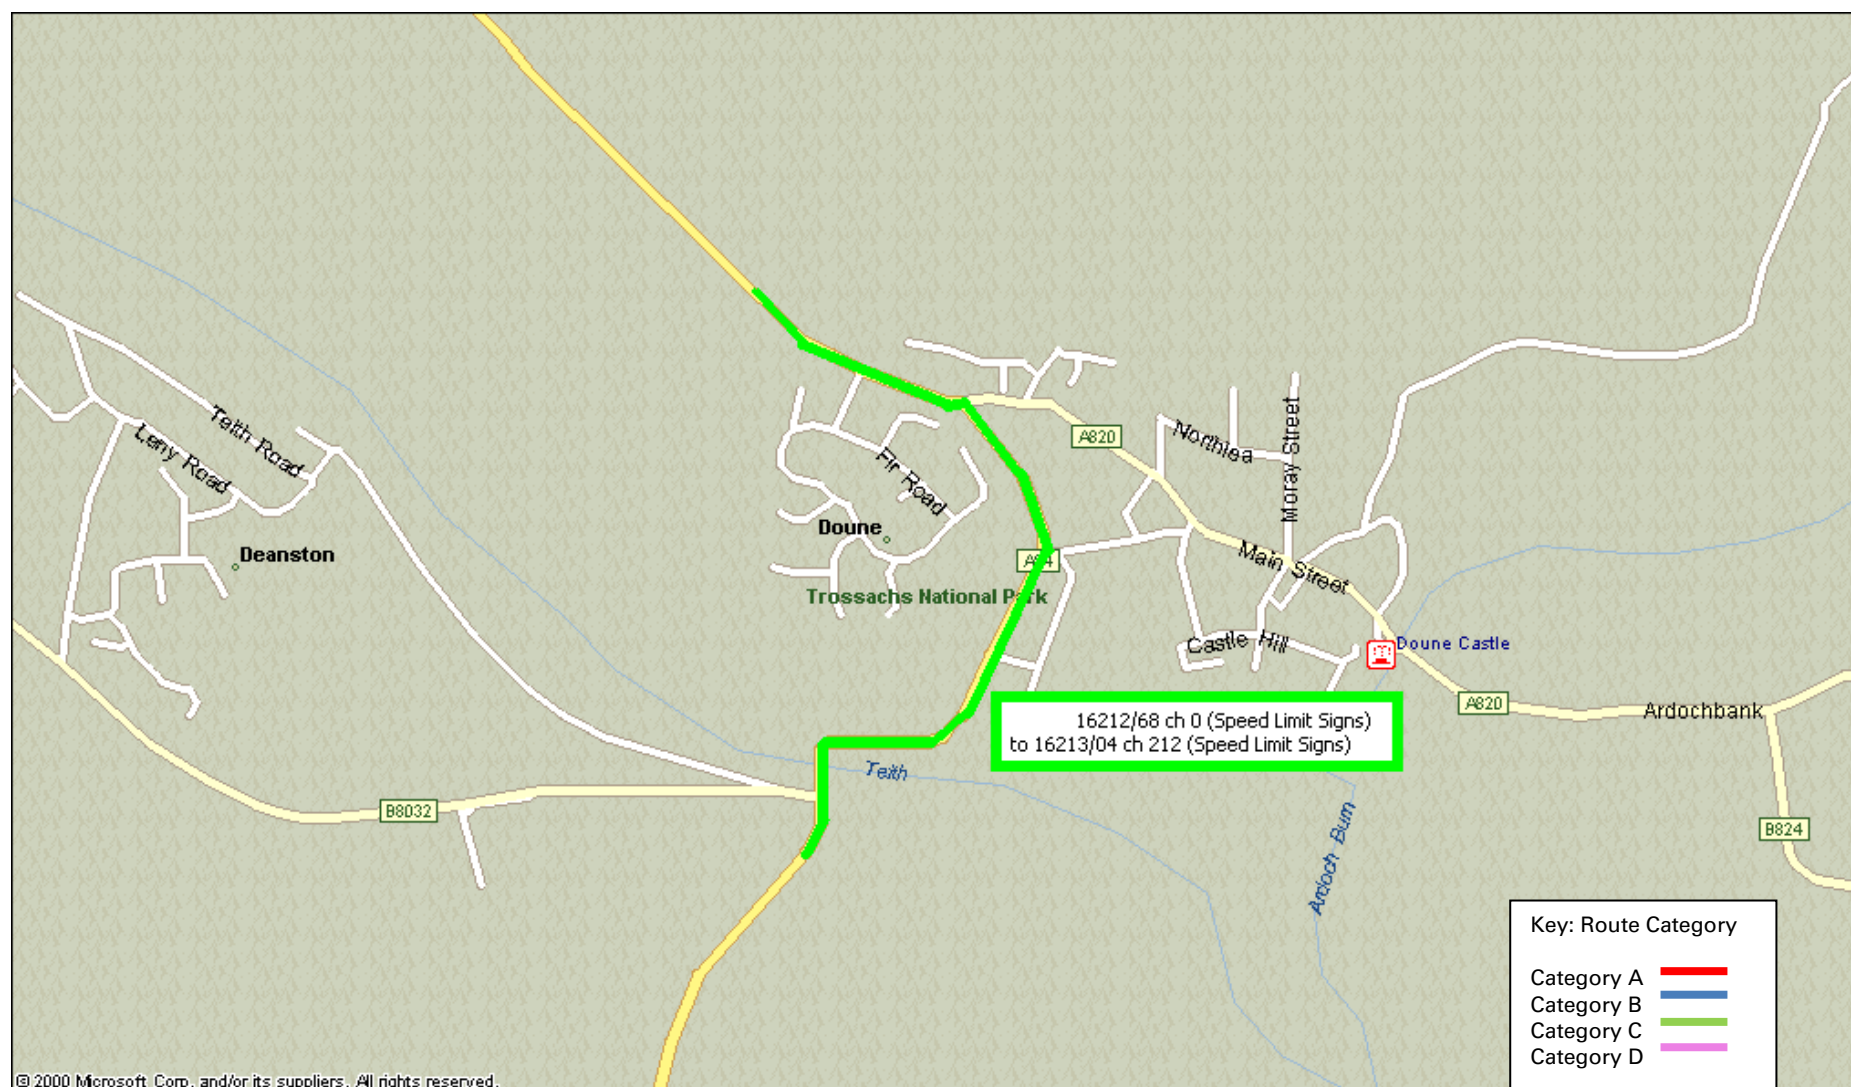 A820
Northlea
Moray Street
Teith Road
Leny Road
Fir Road
Doune
Deanston
A84
Main Street
Trossachs National Park
Castle Hill
Doune Castle
A820
Ardochbank
16212/68 ch 0 (Speed Limit Signs)
to 16213/04 ch 212 (Speed Limit Signs)
Teith
B8032
Ardoch Burn
B824
Key: Route Category
Category A
Category B
Category C
Category D
© 2000 Microsoft Corp. and/or its suppliers. All rights reserved.